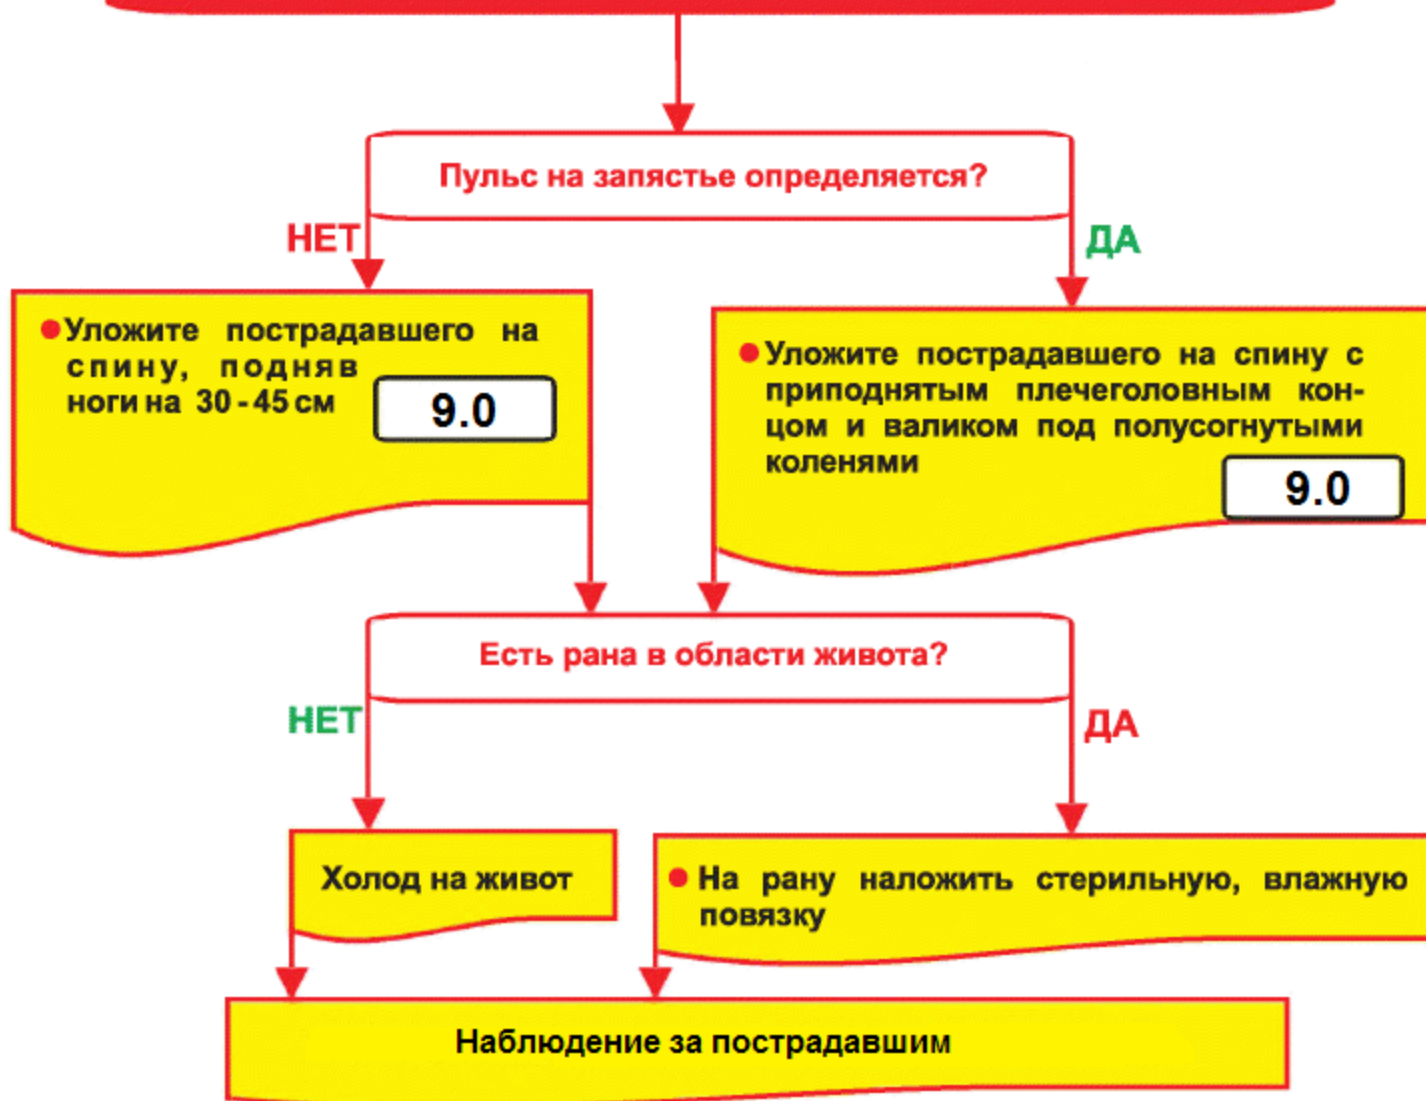 Пульс на запястье определяется?
НЕТ
ДА
Уложите пострадавшего на
спину, подняв
ноги на 30 - 45 см
9.0
Уложите пострадавшего на спину с
приподнятым плечеголовным кон-
цом и валиком под полусогнутыми
коленями
9.0
Есть рана в области живота?
НЕТ
ДА
Холод на живот
На рану наложить стерильную, влажную
повязку
Наблюдение за пострадавшим